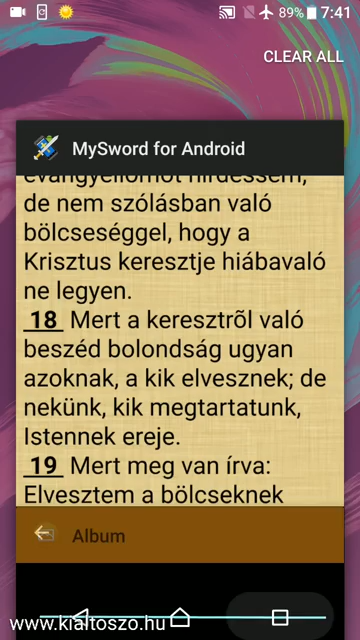 89% 7:41
CLEAR ALL
MySword for Android
evangyéliomot hirdessem,
de nem szólásban való
bölcseséggel, hogy a
Krisztus keresztje hiábavaló
ne legyen.
18 Mert a keresztrõl való
beszéd bolondság ugyan
azoknak, a kik elvesznek; de
nekünk, kik megtartatunk,
Istennek ereje.
19 Mert meg van írva:
Elvesztem a bölcseknek
Album
www.kialtoszo.hu